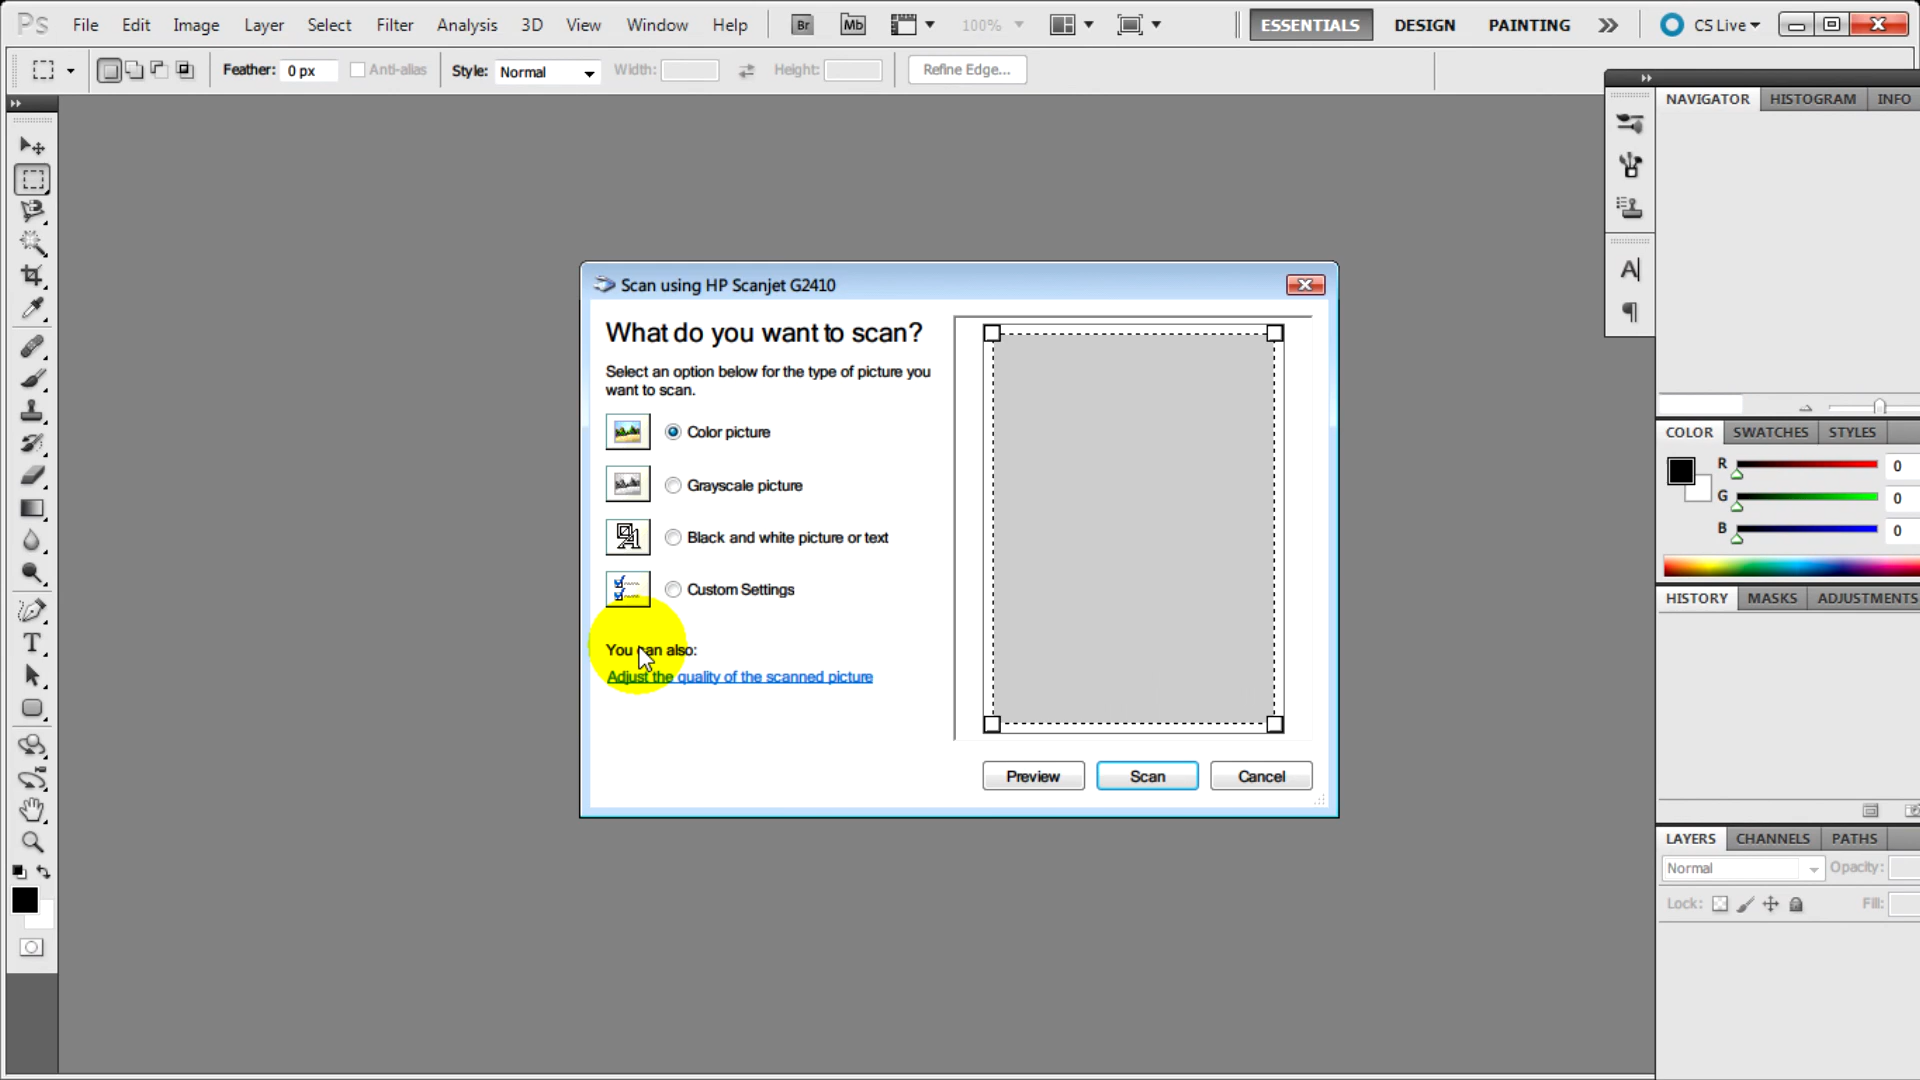 Ps File Edit Image Layer Select Filter Analysis 3D View Window Help Br Mb 100% ESSENTIALS DESIGN PAINTING CS Live
Feather: 0 px Anti-alias Style: Normal Width: Height: Refine Edge...
NAVIGATOR HISTOGRAM INFO
Scan using HP Scanjet G2410
What do you want to scan?
Select an option below for the type of picture you
want to scan.
Color picture
Grayscale picture
Black and white picture or text
Custom Settings
You can also:
Adjust the quality of the scanned picture
Preview Scan Cancel
COLOR SWATCHES STYLES
R 0
G 0
B 0
HISTORY MASKS ADJUSTMENTS
LAYERS CHANNELS PATHS
Normal Opacity:
Lock: Fill: